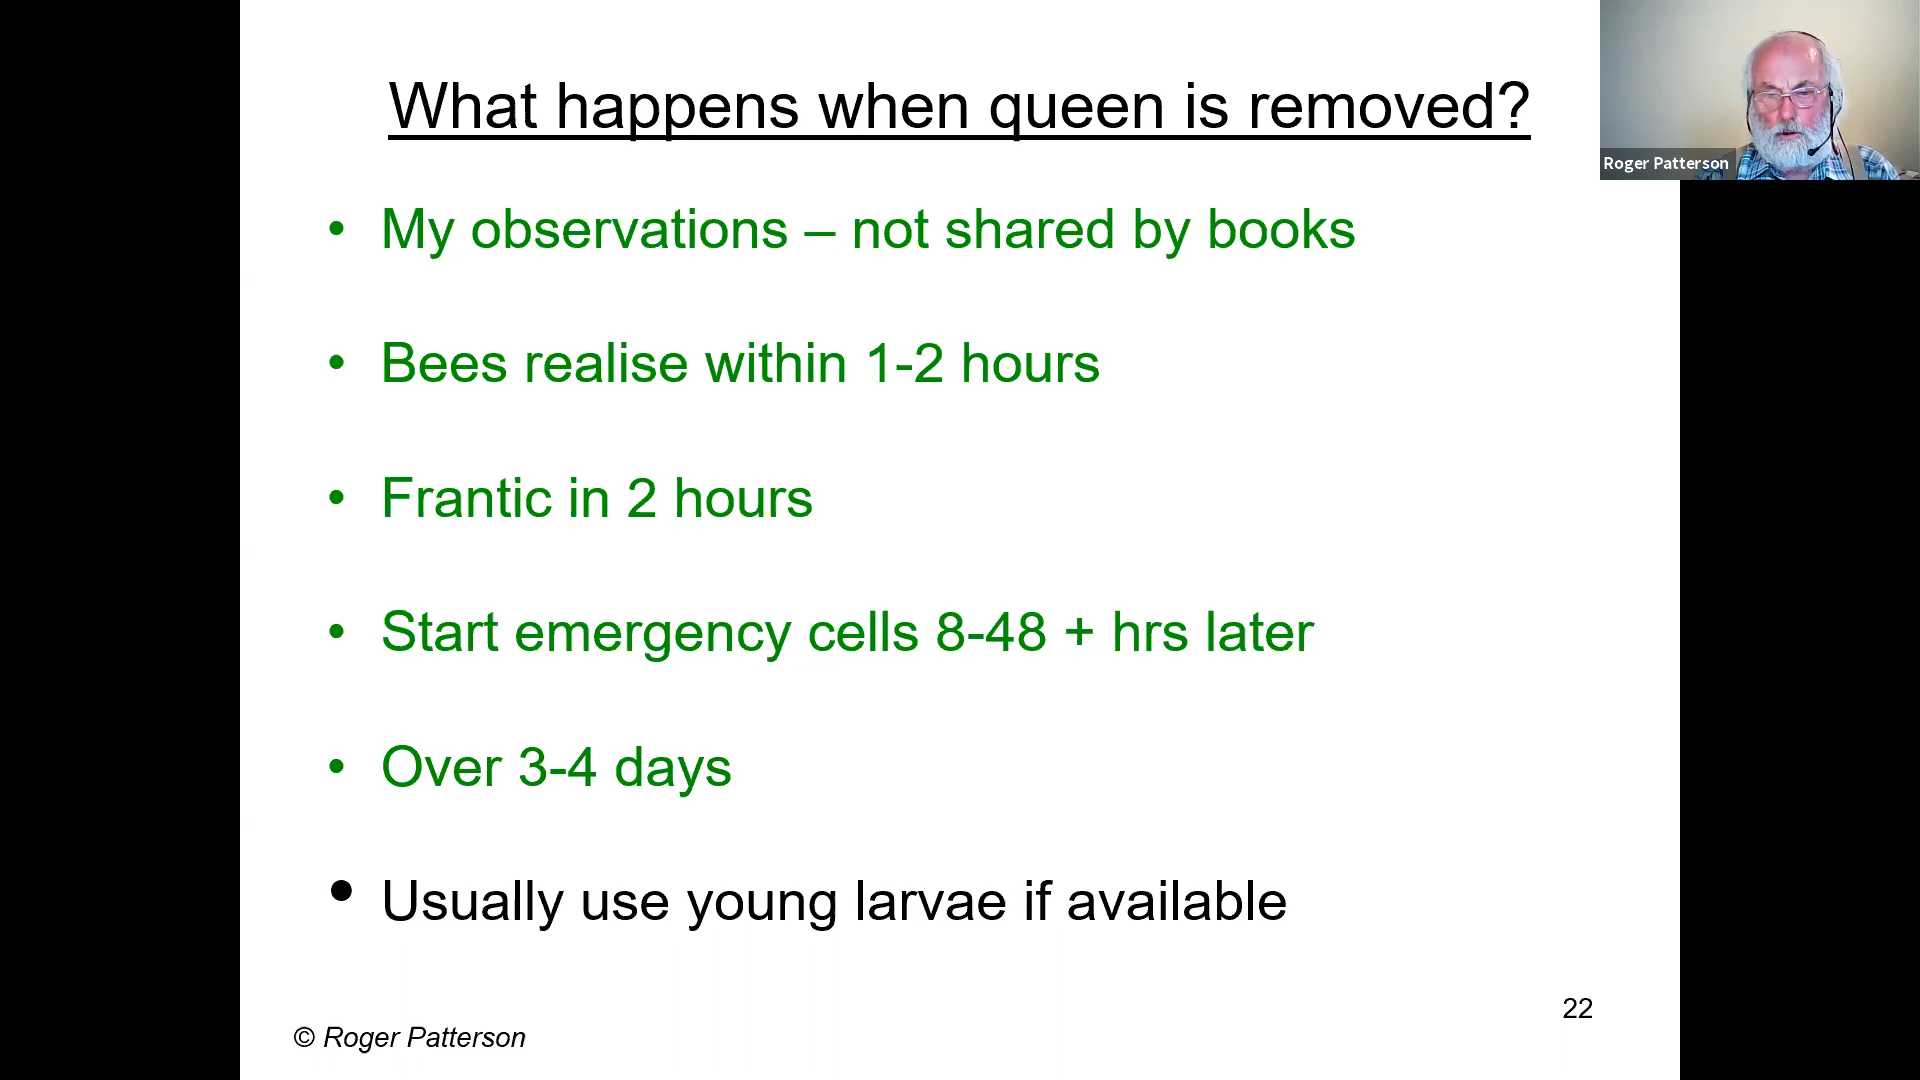 What happens when queen is removed?
Roger Patterson
• My observations – not shared by books
• Bees realise within 1-2 hours
• Frantic in 2 hours
• Start emergency cells 8-48 + hrs later
• Over 3-4 days
• Usually use young larvae if available
22
© Roger Patterson